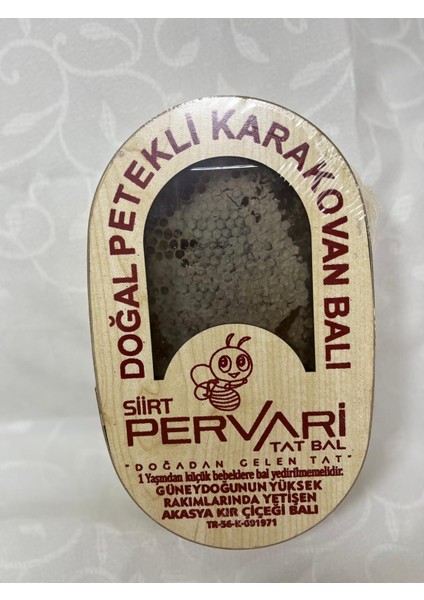 DOĞAL PETEKLİ KARAKOVAN BALI
SİİRT
PERVARİ
TAT BAL
"DOĞADAN GELEN TAT"
1 Yaşından küçük bebeklere bal yedirilmemelidir.
GÜNEYDOĞUNUN YÜKSEK
RAKIMLARINDA YETİŞEN
AKASYA KIR ÇİÇEĞİ BALI
TR-56-K-091971